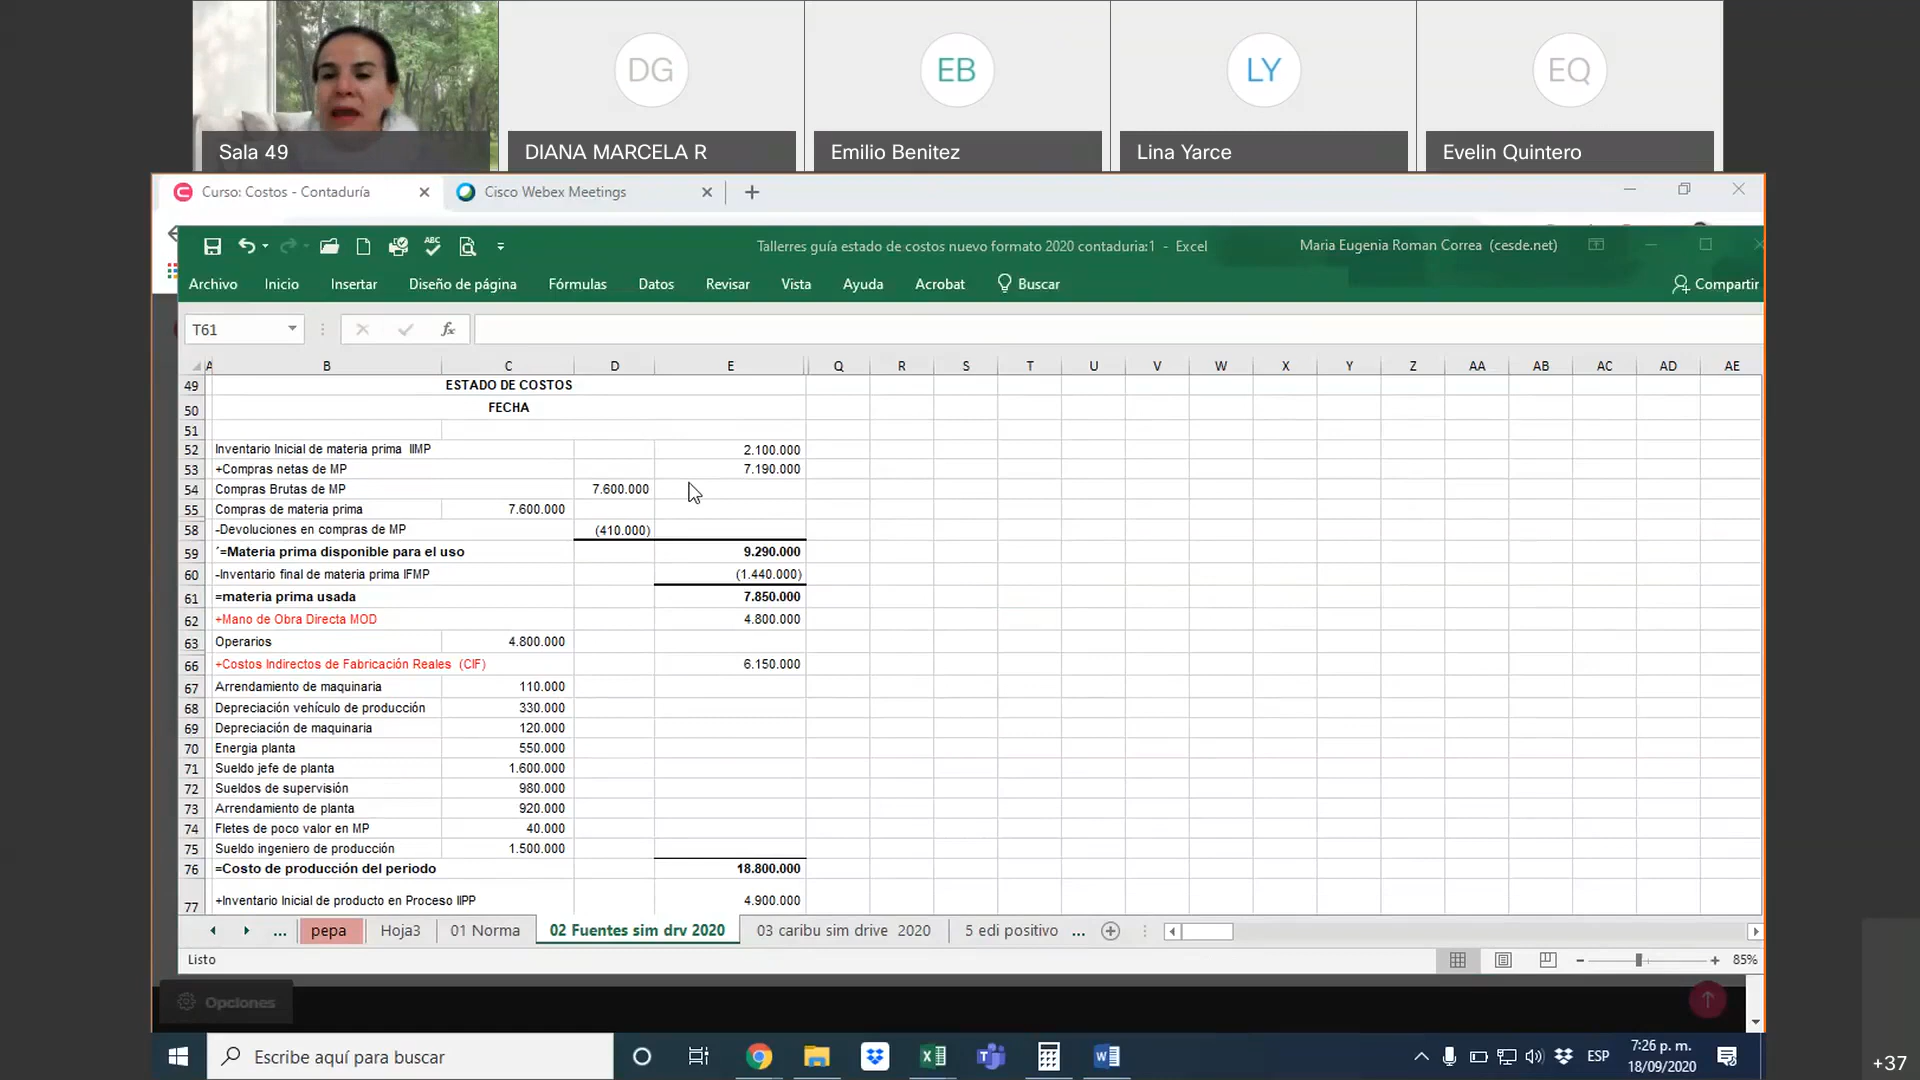 DG
EB
LY
EQ
Sala 49
DIANA MARCELA R
Emilio Benitez
Lina Yarce
Evelin Quintero
Curso: Costos - Contaduría
Cisco Webex Meetings
Tallerres guía estado de costos nuevo formato 2020 contaduria:1 - Excel
Maria Eugenia Roman Correa (cesde.net)
Archivo Inicio Insertar Diseño de página Fórmulas Datos Revisar Vista Ayuda Acrobat Buscar Compartir
T61 fx
A B C D E Q R S T U V W X Y Z AA AB AC AD AE
49 ESTADO DE COSTOS
50 FECHA
51
52 Inventario Inicial de materia prima IIMP 2.100.000
53 +Compras netas de MP 7.190.000
54 Compras Brutas de MP 7.600.000
55 Compras de materia prima 7.600.000
58 -Devoluciones en compras de MP (410.000)
59 ´=Materia prima disponible para el uso 9.290.000
60 -Inventario final de materia prima IFMP (1.440.000)
61 =materia prima usada 7.850.000
62 +Mano de Obra Directa MOD 4.800.000
63 Operarios 4.800.000
66 +Costos Indirectos de Fabricación Reales (CIF) 6.150.000
67 Arrendamiento de maquinaria 110.000
68 Depreciación vehículo de producción 330.000
69 Depreciación de maquinaria 120.000
70 Energia planta 550.000
71 Sueldo jefe de planta 1.600.000
72 Sueldos de supervisión 980.000
73 Arrendamiento de planta 920.000
74 Fletes de poco valor en MP 40.000
75 Sueldo ingeniero de producción 1.500.000
76 =Costo de producción del periodo 18.800.000
77 +Inventario Inicial de producto en Proceso IIPP 4.900.000
... pepa Hoja3 01 Norma 02 Fuentes sim drv 2020 03 caribu sim drive 2020 5 edi positivo ...
Listo 85%
Opciones
Escribe aquí para buscar
ESP
7:26 p. m.
18/09/2020
+37